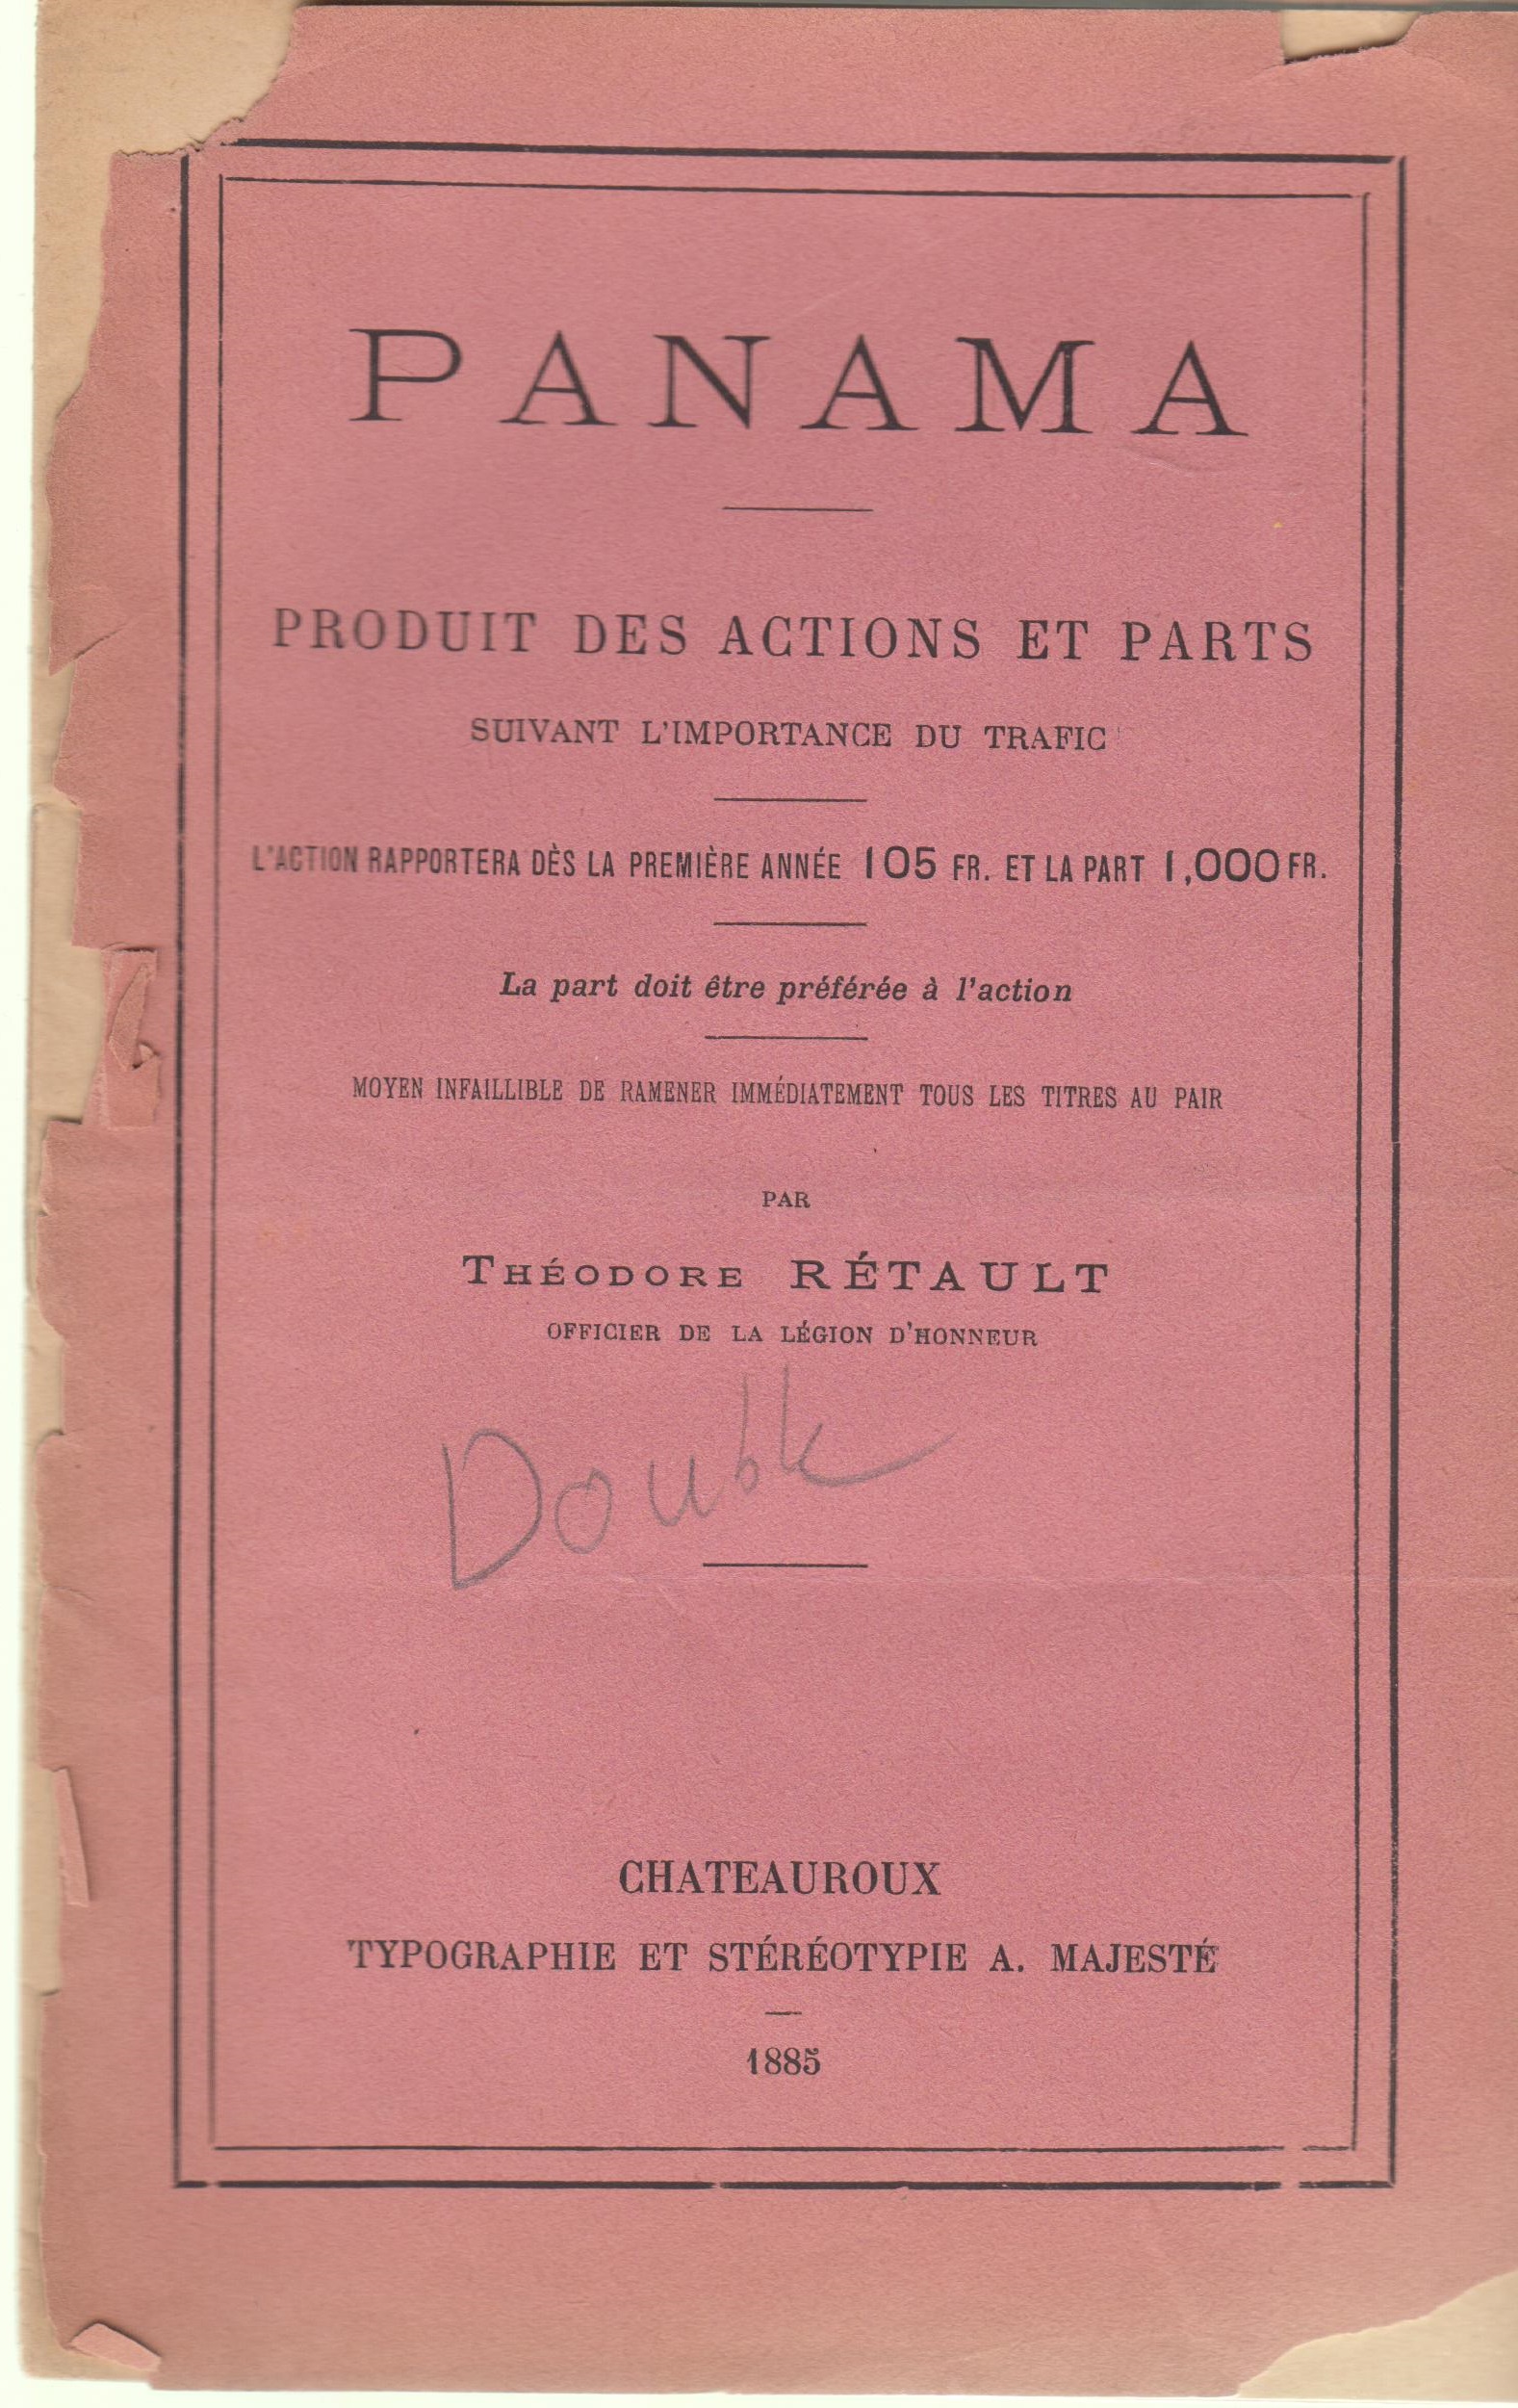 PANAMA
PRODUIT DES ACTIONS ET PARTS
SUIVANT L'IMPORTANCE DU TRAFIC
L'ACTION RAPPORTERA DÈS LA PREMIÈRE ANNÉE 105 FR. ET LA PART 1,000 FR.
La part doit être préférée à l'action
MOYEN INFAILLIBLE DE RAMENER IMMÉDIATEMENT TOUS LES TITRES AU PAIR
PAR
THÉODORE RÉTAULT
OFFICIER DE LA LÉGION D'HONNEUR
Double
CHATEAUROUX
TYPOGRAPHIE ET STÉRÉOTYPIE A. MAJESTÉ
1885